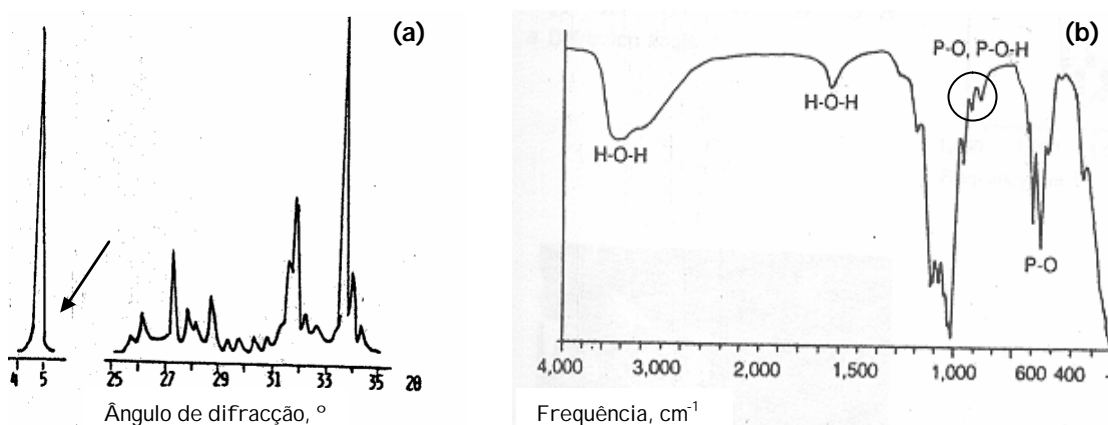 (a)
4 5 25 27 29 31 33 35 2θ
Ângulo de difracção, º
(b)
P-O, P-O-H
H-O-H
H-O-H
P-O
4,000 3,000 2,000 1,500 1,000 600 400
Frequência, cm-1